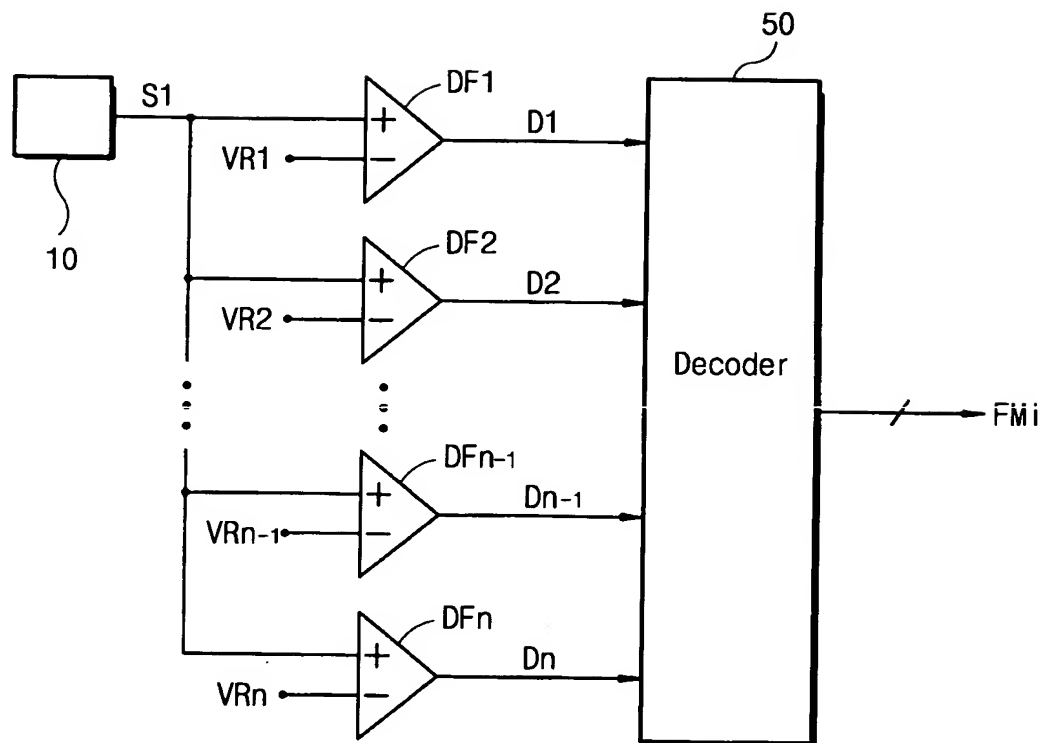 50
S1
DF1
+
D1
VR1
−
10
DF2
+
D2
VR2
−
Decoder
FMi
DFn-1
+
Dn-1
VRn-1
−
DFn
+
Dn
VRn
−